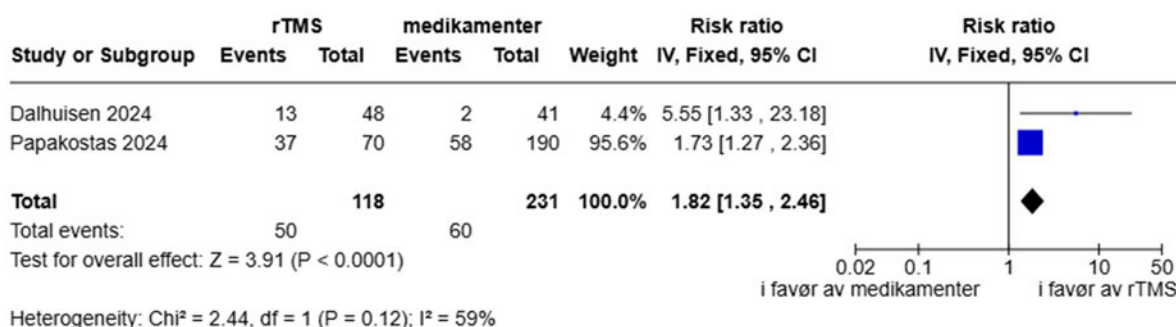 rTMS medikamenter Risk ratio Risk ratio
Study or Subgroup Events Total Events Total Weight IV, Fixed, 95% CI IV, Fixed, 95% CI
Dalhuisen 2024 13 48 2 41 4.4% 5.55 [1.33 , 23.18]
Papakostas 2024 37 70 58 190 95.6% 1.73 [1.27 , 2.36]
Total 118 231 100.0% 1.82 [1.35 , 2.46]
Total events: 50 60
Test for overall effect: Z = 3.91 (P < 0.0001)
0.02 0.1 1 10 50
i favør av medikamenter i favør av rTMS
Heterogeneity: Chi² = 2.44, df = 1 (P = 0.12); I² = 59%